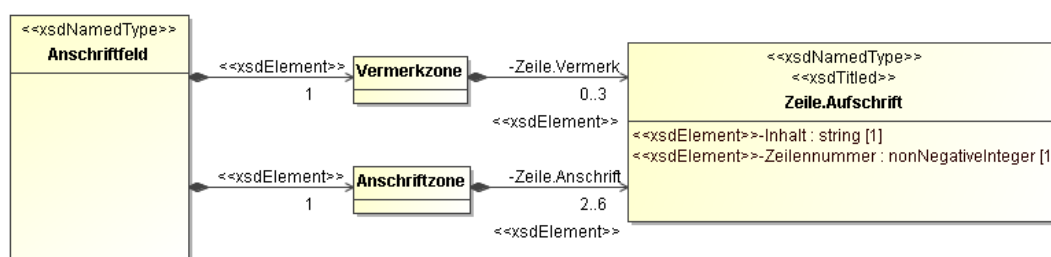 <<xsdNamedType>>
Anschriftfeld
<<xsdElement>>
1
Vermerkzone
-Zeile.Vermerk
0..3
<<xsdElement>>
<<xsdElement>>
1
Anschriftzone
-Zeile.Anschrift
2..6
<<xsdElement>>
<<xsdNamedType>>
<<xsdTitled>>
Zeile.Aufschrift
<<xsdElement>>-Inhalt : string [1]
<<xsdElement>>-Zeilennummer : nonNegativeInteger [1